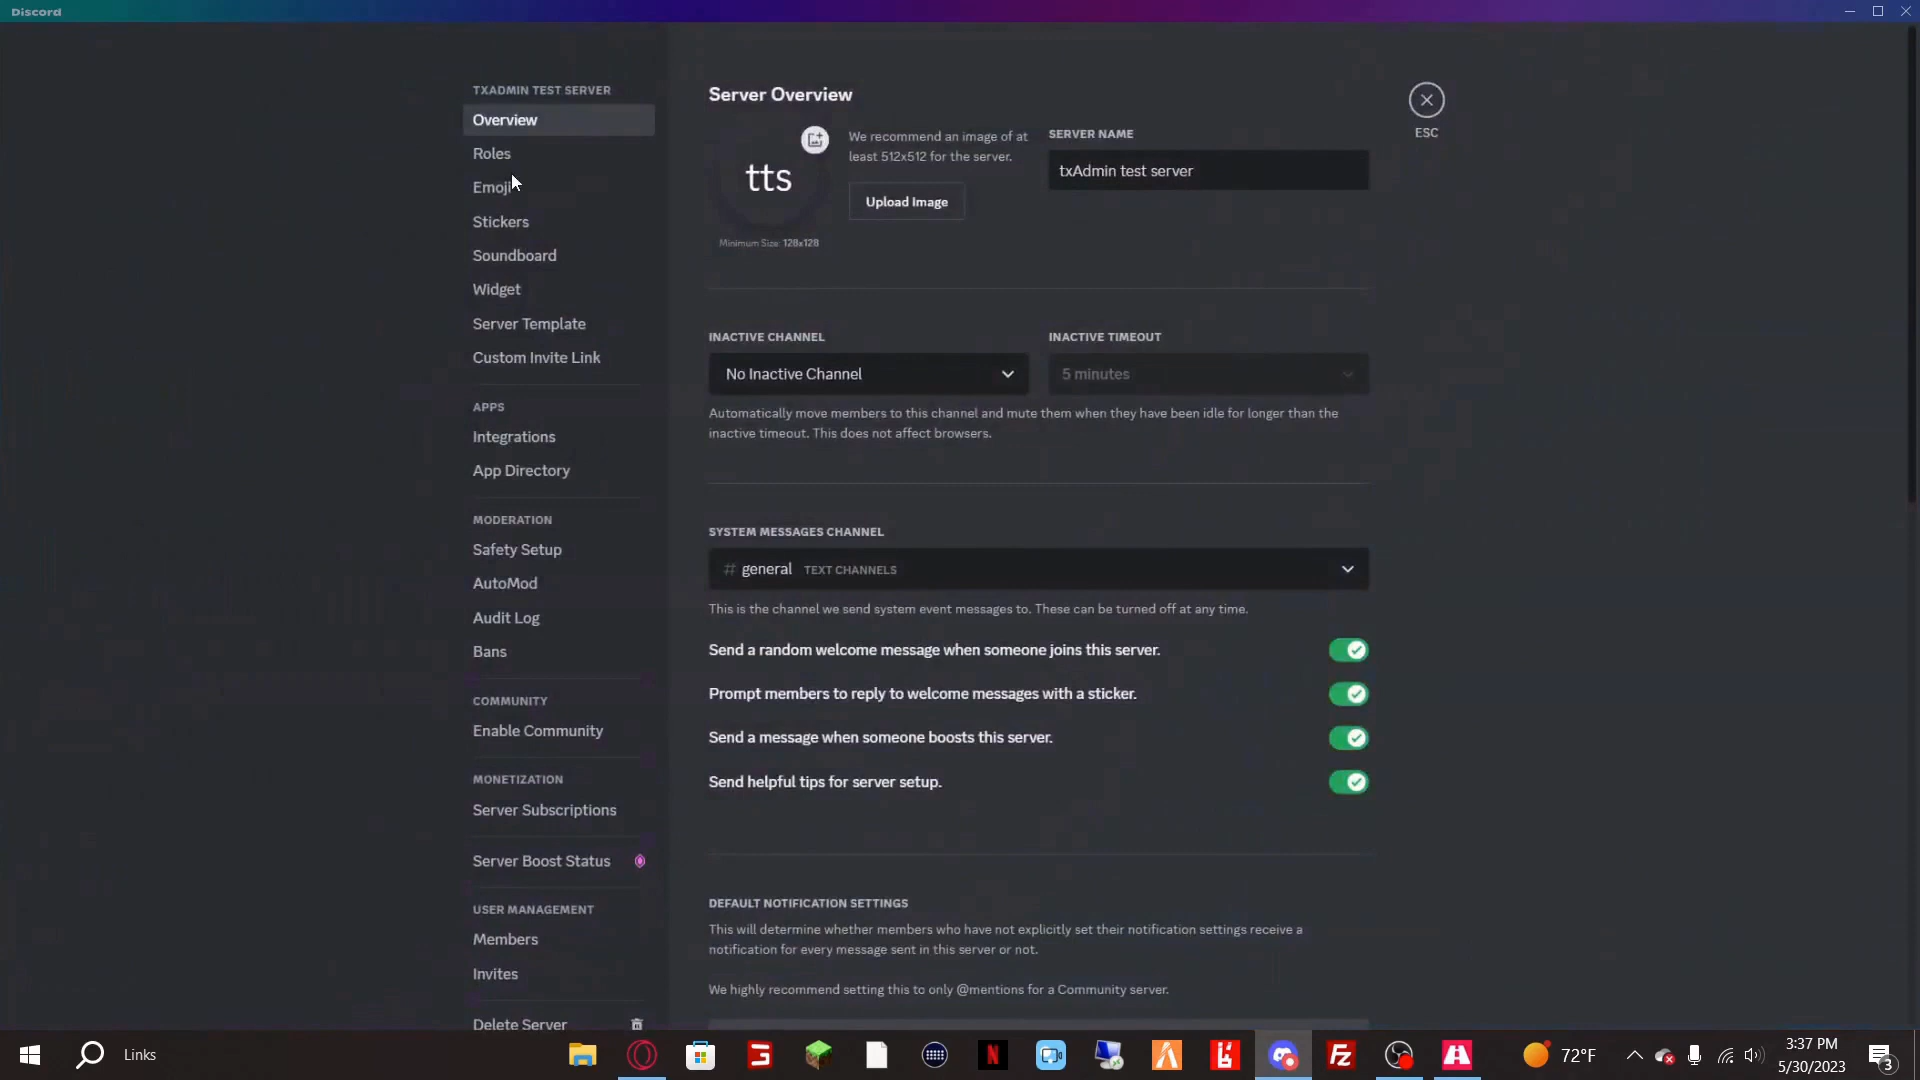 Discord
TXADMIN TEST SERVER
Overview
Roles
Emoji
Stickers
Soundboard
Widget
Server Template
Custom Invite Link
APPS
Integrations
App Directory
MODERATION
Safety Setup
AutoMod
Audit Log
Bans
COMMUNITY
Enable Community
MONETIZATION
Server Subscriptions
Server Boost Status
USER MANAGEMENT
Members
Invites
Delete Server
Server Overview
tts
Minimum Size: 128x128
We recommend an image of at
least 512x512 for the server.
Upload Image
SERVER NAME
txAdmin test server
ESC
INACTIVE CHANNEL
No Inactive Channel
INACTIVE TIMEOUT
5 minutes
Automatically move members to this channel and mute them when they have been idle for longer than the
inactive timeout. This does not affect browsers.
SYSTEM MESSAGES CHANNEL
# general TEXT CHANNELS
This is the channel we send system event messages to. These can be turned off at any time.
Send a random welcome message when someone joins this server.
Prompt members to reply to welcome messages with a sticker.
Send a message when someone boosts this server.
Send helpful tips for server setup.
DEFAULT NOTIFICATION SETTINGS
This will determine whether members who have not explicitly set their notification settings receive a
notification for every message sent in this server or not.
We highly recommend setting this to only @mentions for a Community server.
Links
N
FZ
72°F
3:37 PM
5/30/2023
3